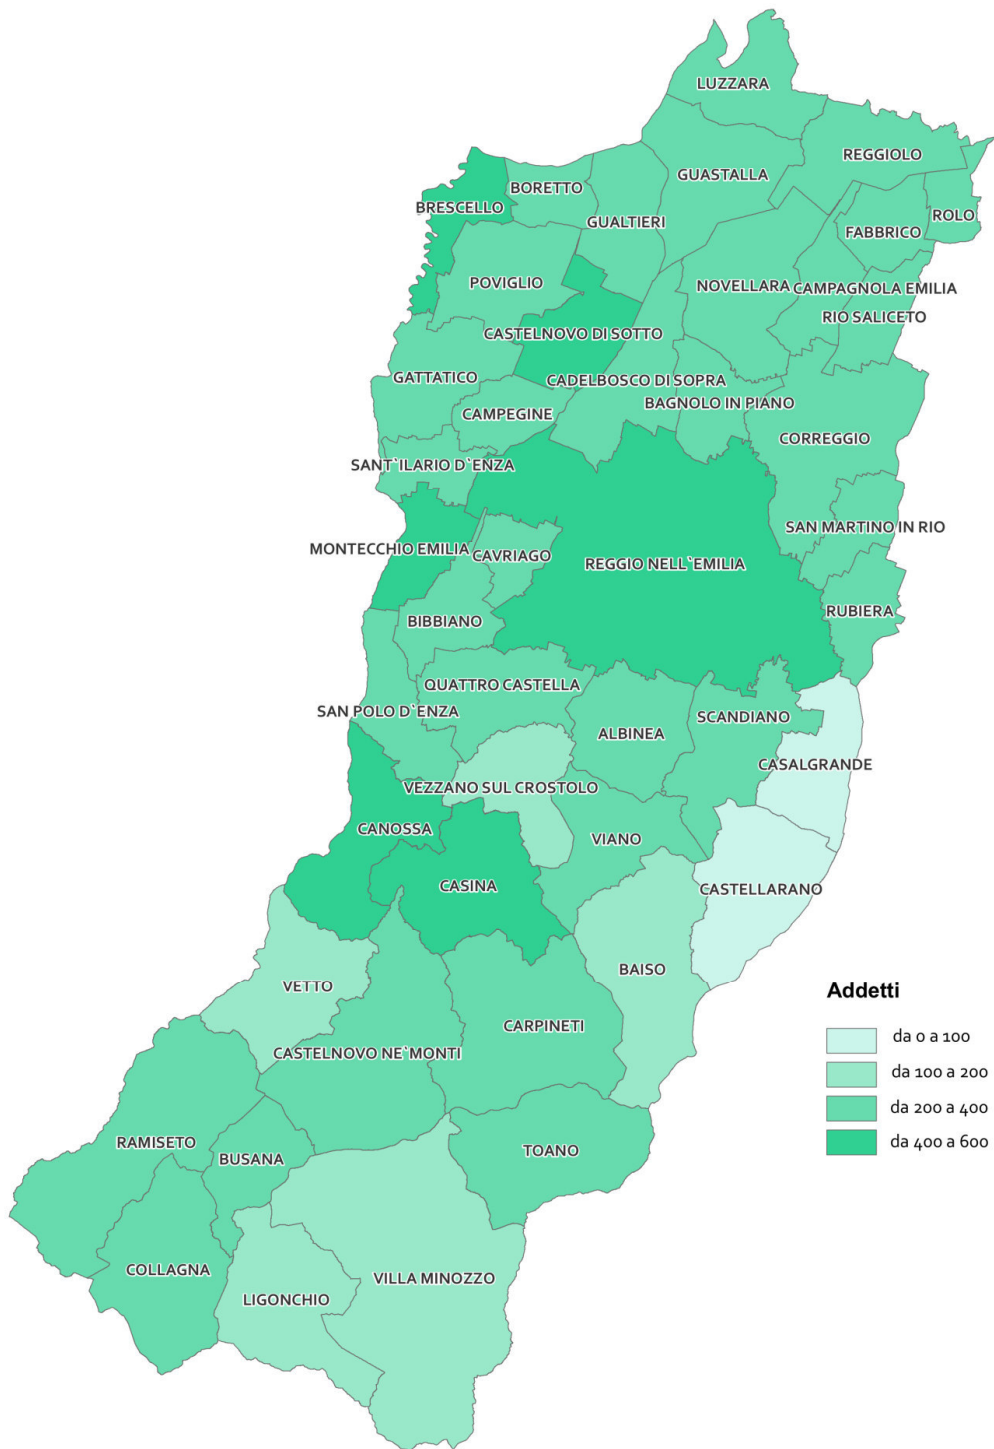 LUZZARA
REGGIOLO
GUASTALLA
BORETTO
BRESCELLO
GUALTIERI
ROLO
FABBRICO
POVIGLIO
NOVELLARA
CAMPAGNOLA EMILIA
RIO SALICETO
CASTELNOVO DI SOTTO
GATTATICO
CADELBOSCO DI SOPRA
BAGNOLO IN PIANO
CAMPEGINE
CORREGGIO
SANT`ILARIO D`ENZA
SAN MARTINO IN RIO
MONTECCHIO EMILIA
CAVRIAGO
REGGIO NELL`EMILIA
RUBIERA
BIBBIANO
QUATTRO CASTELLA
SAN POLO D`ENZA
SCANDIANO
ALBINEA
CASALGRANDE
VEZZANO SUL CROSTOLO
CANOSSA
VIANO
CASINA
CASTELLARANO
BAISO
VETTO
CARPINETI
CASTELNOVO NE`MONTI
RAMISETO
BUSANA
TOANO
COLLAGNA
VILLA MINOZZO
LIGONCHIO
Addetti
da 0 a 100
da 100 a 200
da 200 a 400
da 400 a 600